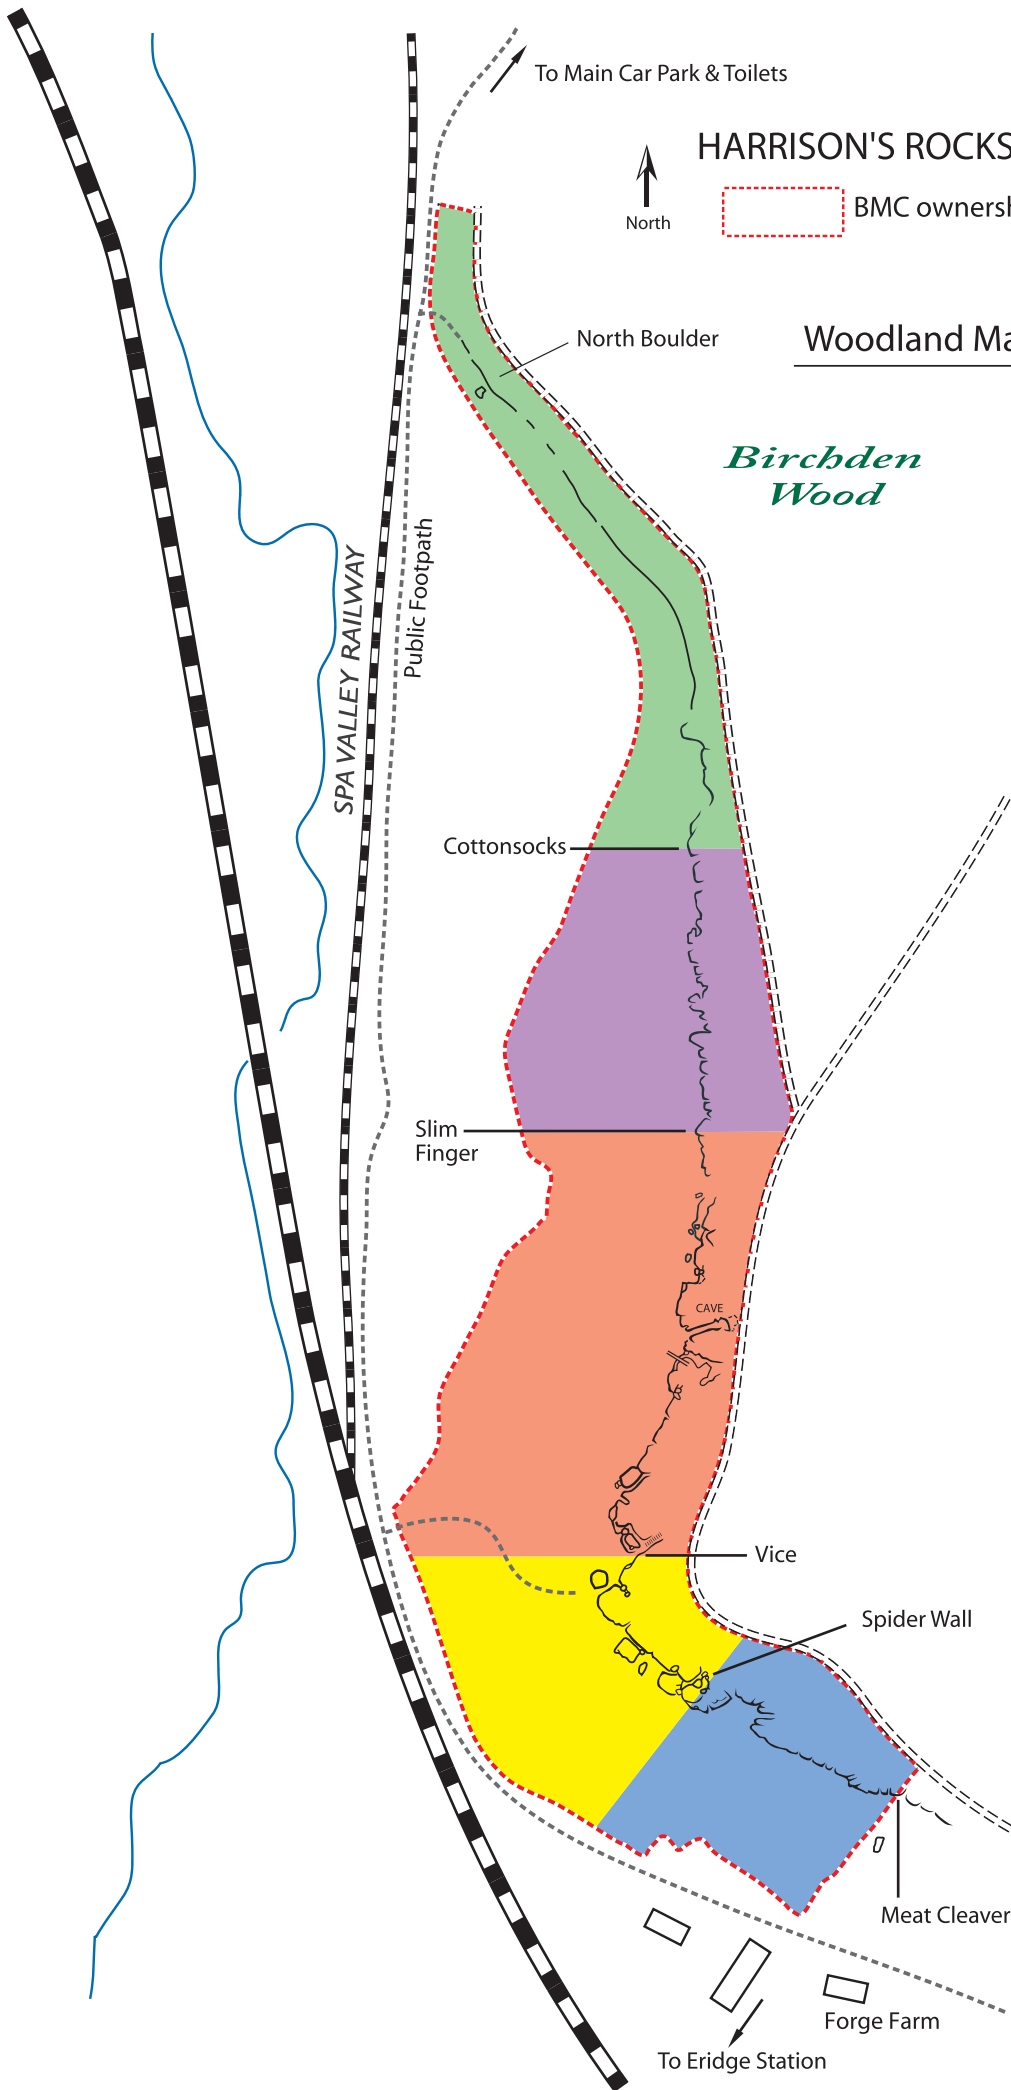 To Main Car Park & Toilets
HARRISON'S ROCKS
BMC ownersh
North
North Boulder
Woodland Ma
Birchden
Wood
SPA VALLEY RAILWAY
Public Footpath
Cottonsocks
Slim
Finger
CAVE
Vice
Spider Wall
Meat Cleaver
Forge Farm
To Eridge Station